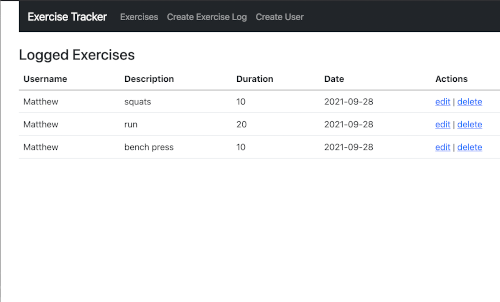 Exercise Tracker Exercises Create Exercise Log Create User
Logged Exercises
Username Description Duration Date Actions
Matthew squats 10 2021-09-28 edit | delete
Matthew run 20 2021-09-28 edit | delete
Matthew bench press 10 2021-09-28 edit | delete